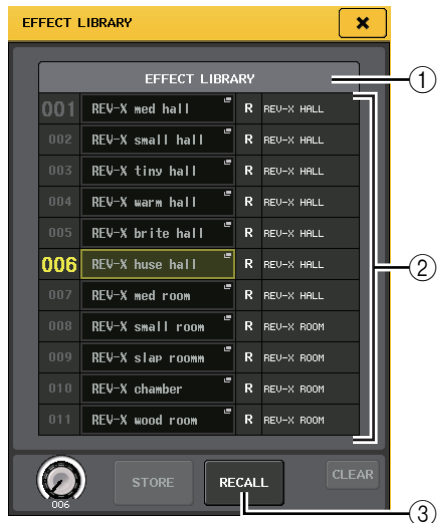 EFFECT LIBRARY
EFFECT LIBRARY ①
001 REV-X med hall R REV-X HALL
002 REV-X small hall R REV-X HALL
003 REV-X tiny hall R REV-X HALL
004 REV-X warm hall R REV-X HALL
005 REV-X brite hall R REV-X HALL
006 REV-X huse hall R REV-X HALL ②
007 REV-X med room R REV-X HALL
008 REV-X small room R REV-X ROOM
009 REV-X slap roomm R REV-X ROOM
010 REV-X chamber R REV-X ROOM
011 REV-X wood room R REV-X ROOM
006 STORE RECALL CLEAR
③